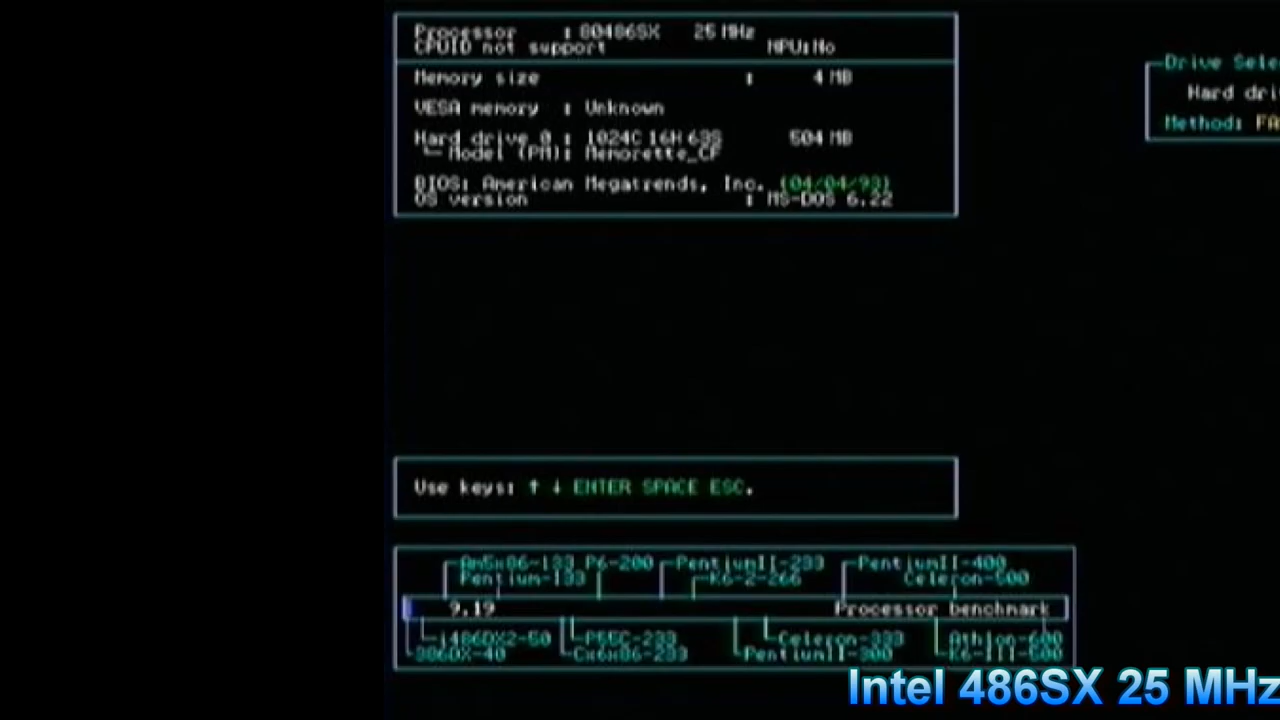 Processor : 80486SX 25 MHz
CPUID not support NPU:No
Memory size : 4 MB
VESA memory : Unknown
Hard drive 0 : 1024C 16H 63S 504 MB
Model (PM): Memorette_CF
BIOS: American Megatrends, Inc. (04/04/93)
OS version : MS-DOS 6.22
Drive Sele
Hard dri
Method: FA
Use keys: ↑ ↓ ENTER SPACE ESC.
Am5x86-133 P6-200 PentiumII-233 PentiumII-400
Pentium-133 K6-2-266 Celeron-500
9.19 Processor benchmark
i486DX2-50 P55C-233 Celeron-333 Athlon-600
386DX-40 Cx6x86-233 PentiumII-300 K6-III-500
Intel 486SX 25 MHz